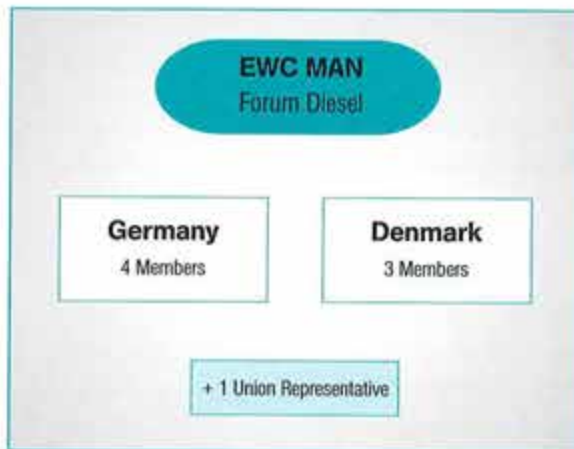 EWC MAN
Forum Diesel
Germany
4 Members
Denmark
3 Members
+ 1 Union Representative